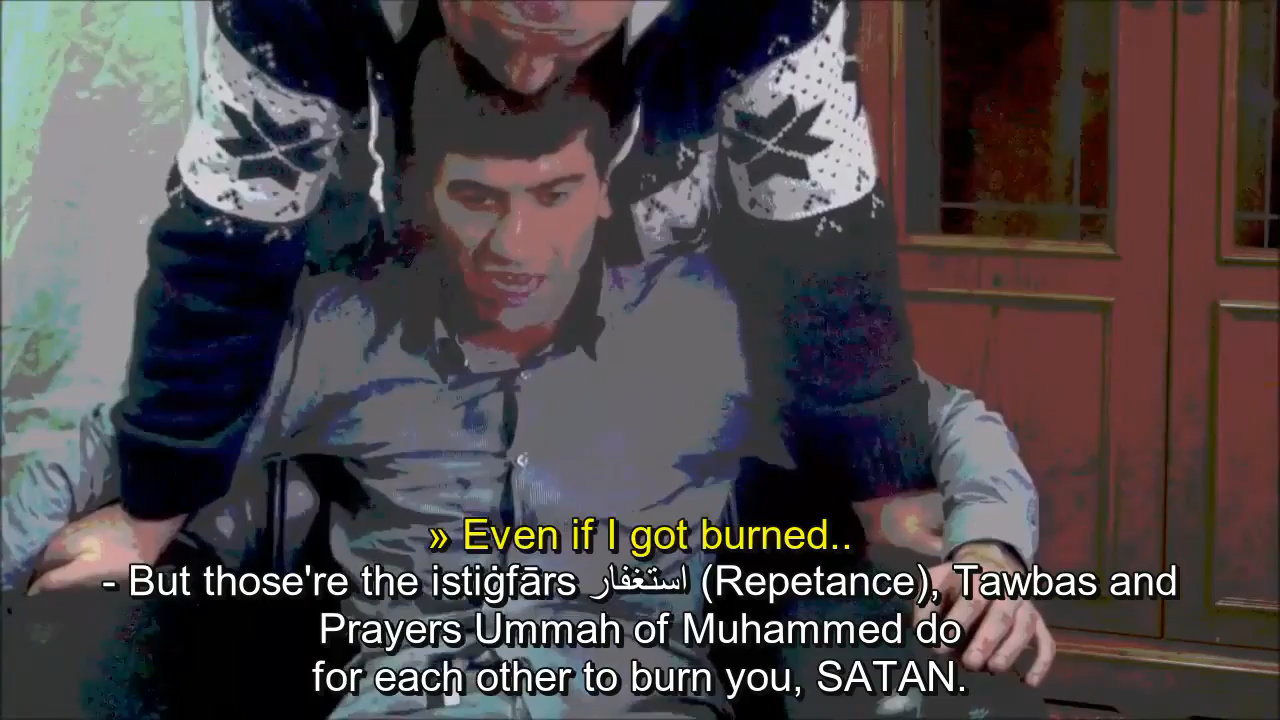 » Even if I got burned..
- But those're the istiġfārs استغفار (Repetance), Tawbas and
Prayers Ummah of Muhammed do
for each other to burn you, SATAN.